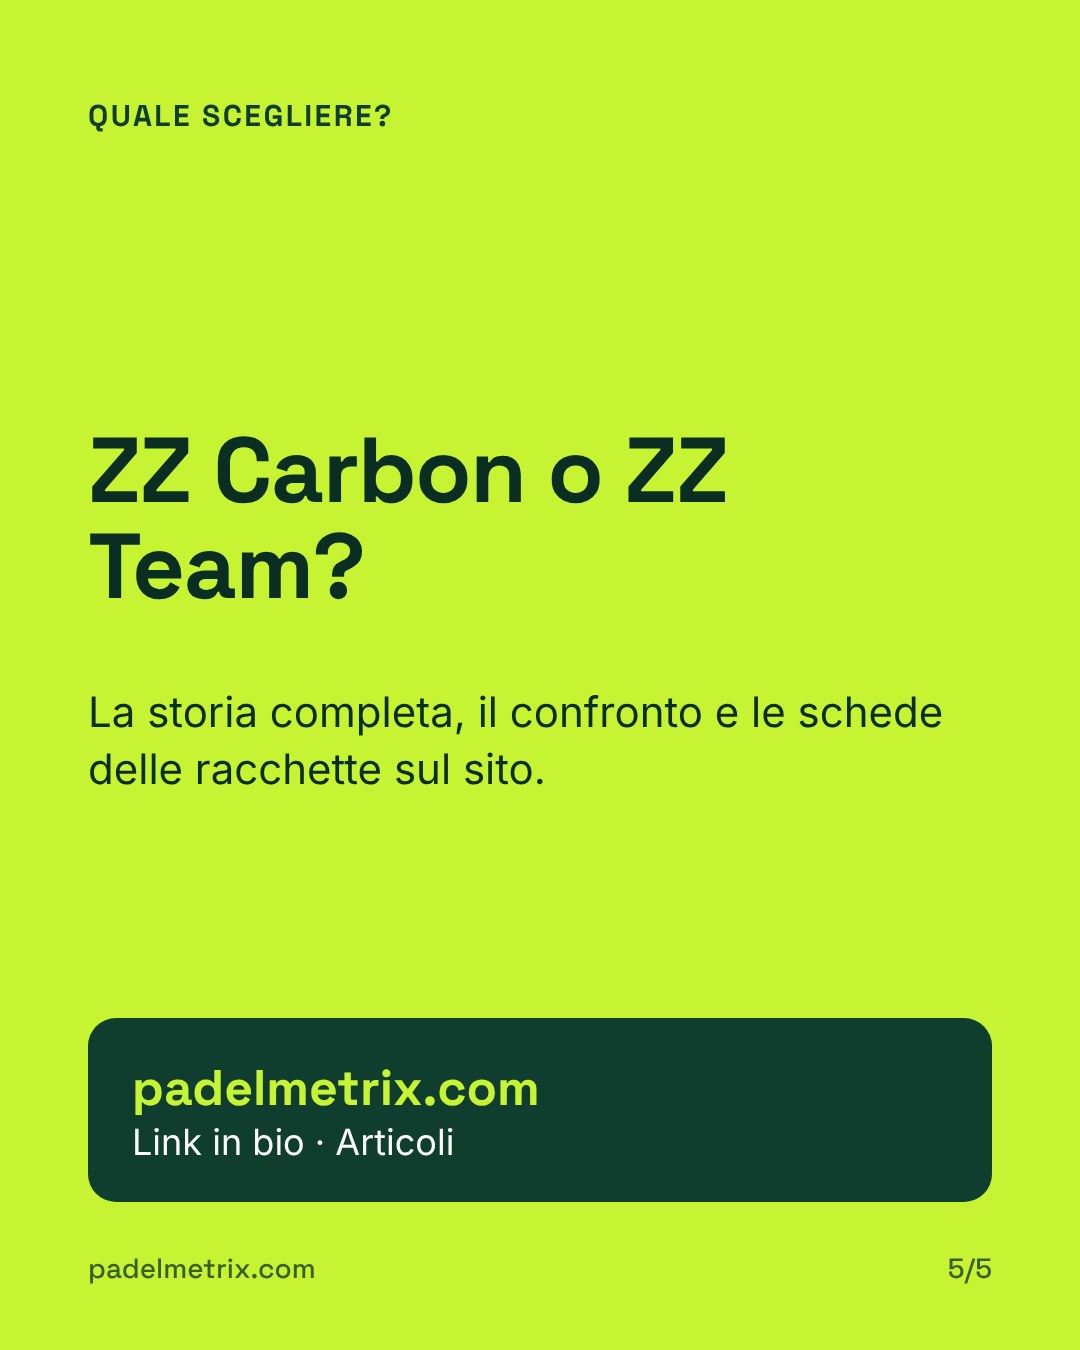 QUALE SCEGLIERE?
ZZ Carbon o ZZ
Team?
La storia completa, il confronto e le schede
delle racchette sul sito.
padelmetrix.com
Link in bio · Articoli
padelmetrix.com
5/5